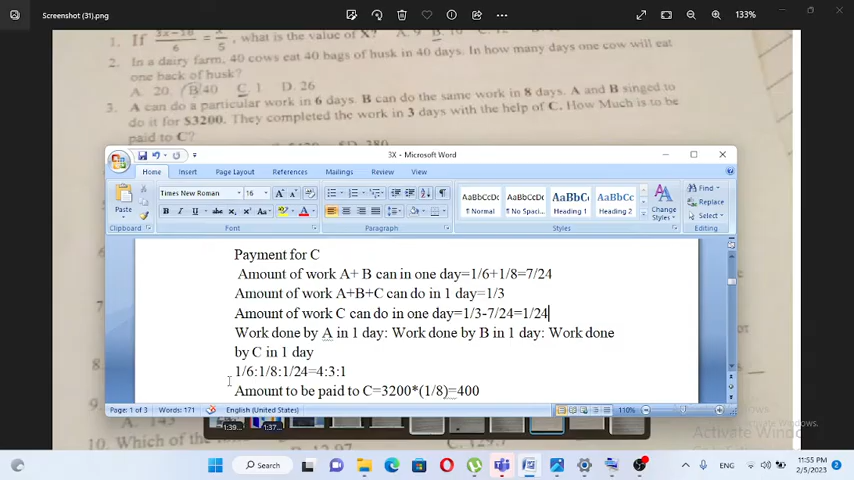 Screenshot (31).png
133%
1. If 3x-18/6 = x/5, what is the value of X? A. 9 B. 10
2. In a dairy farm, 40 cows eat 40 bags of husk in 40 days. In how many days one cow will eat
one back of husk?
A. 20. B 40 C. 1 D. 26
3. A can do a particular work in 6 days. B can do the same work in 8 days. A and B singed to
do it for $3200. They completed the work in 3 days with the help of C. How Much is to be
paid to C?
3X - Microsoft Word
Home Insert Page Layout References Mailings Review View
Paste
Clipboard
Times New Roman 16
Font
Paragraph
AaBbCcDc AaBbCcDc AaBbC AaBbCc
¶ Normal ¶ No Spaci... Heading 1 Heading 2
Change Styles
Styles
Find
Replace
Select
Editing
Payment for C
Amount of work A+ B can in one day=1/6+1/8=7/24
Amount of work A+B+C can do in 1 day=1/3
Amount of work C can do in one day=1/3-7/24=1/24
Work done by A in 1 day: Work done by B in 1 day: Work done
by C in 1 day
1/6:1/8:1/24=4:3:1
Amount to be paid to C=3200*(1/8)=400
Page: 1 of 3 Words: 171 English (United States) 110%
8.
9.
A. 143
10. Which of the
Activate Windows
Search
ENG
11:55 PM
2/5/2023